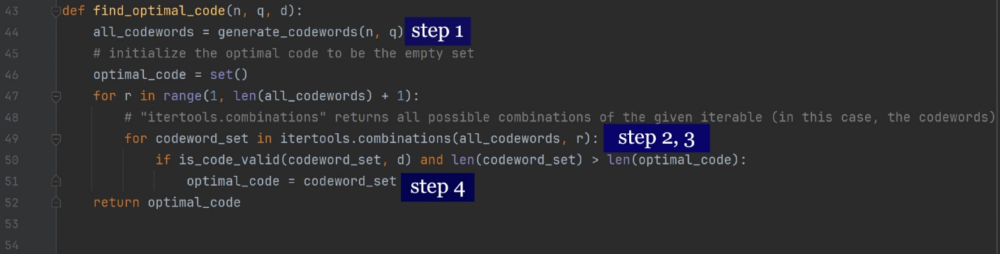 43 def find_optimal_code(n, q, d):
44     all_codewords = generate_codewords(n, q) step 1
45     # initialize the optimal code to be the empty set
46     optimal_code = set()
47     for r in range(1, len(all_codewords) + 1):
48         # "itertools.combinations" returns all possible combinations of the given iterable (in this case, the codewords)
49         for codeword_set in itertools.combinations(all_codewords, r): step 2, 3
50             if is_code_valid(codeword_set, d) and len(codeword_set) > len(optimal_code):
51                 optimal_code = codeword_set step 4
52     return optimal_code
53
54